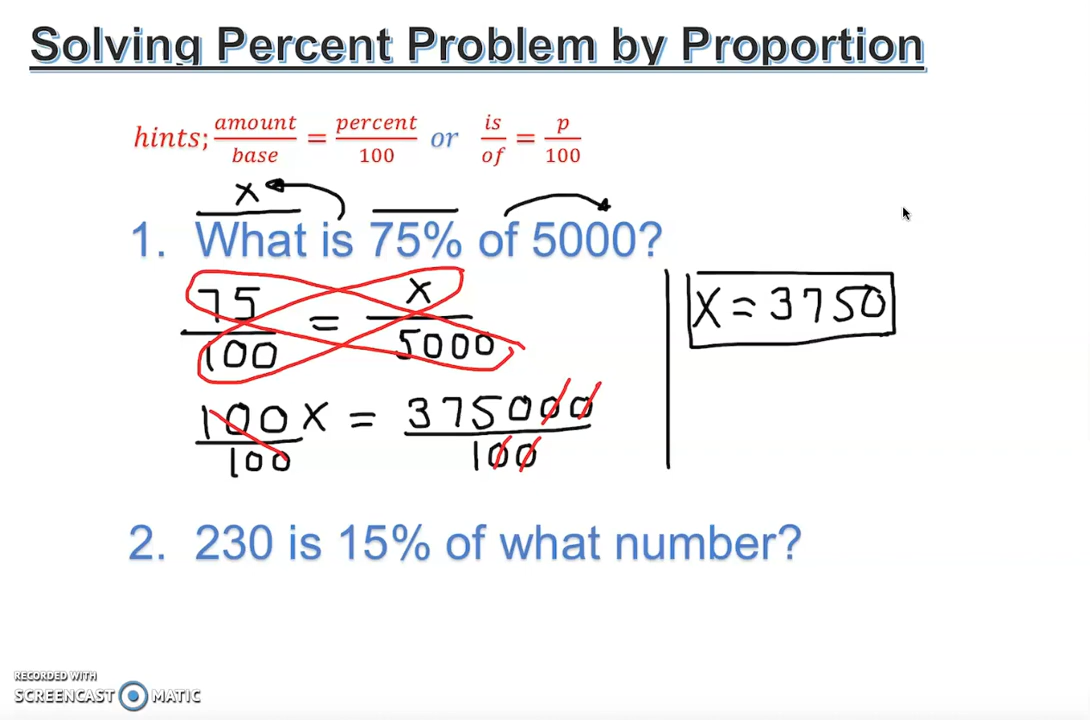 Solving Percent Problem by Proportion
hints; amount/base = percent/100 or is/of = p/100
x
1. What is 75% of 5000?
75/100 = x/5000
x = 3750
100x/100 = 375000/100
2. 230 is 15% of what number?
RECORDED WITH
SCREENCAST MATIC